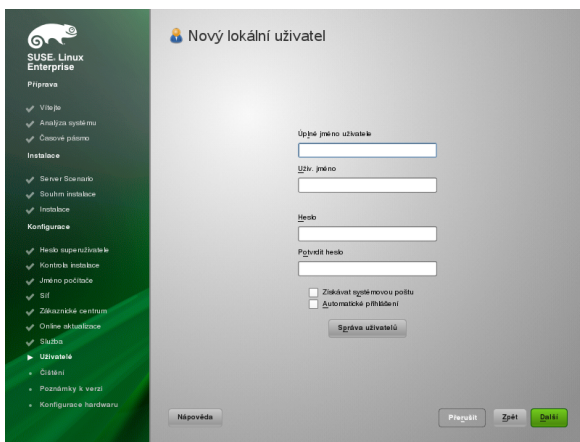 SUSE. Linux
Enterprise
Příprava
Vítejte
Analýza systému
Časové pásmo
Instalace
Server Scenario
Souhrn instalace
Instalace
Konfigurace
Heslo superuživatele
Kontrola instalace
Jméno počítače
Síť
Zákaznické centrum
Online aktualizace
Služba
Uživatelé
Čištění
Poznámky k verzi
Konfigurace hardwaru
Nový lokální uživatel
Úplné jméno uživatele
Uživ. jméno
Heslo
Potvrdit heslo
Získávat systémovou poštu
Automatické přihlášení
Správa uživatelů
Nápověda
Přerušit
Zpět
Další